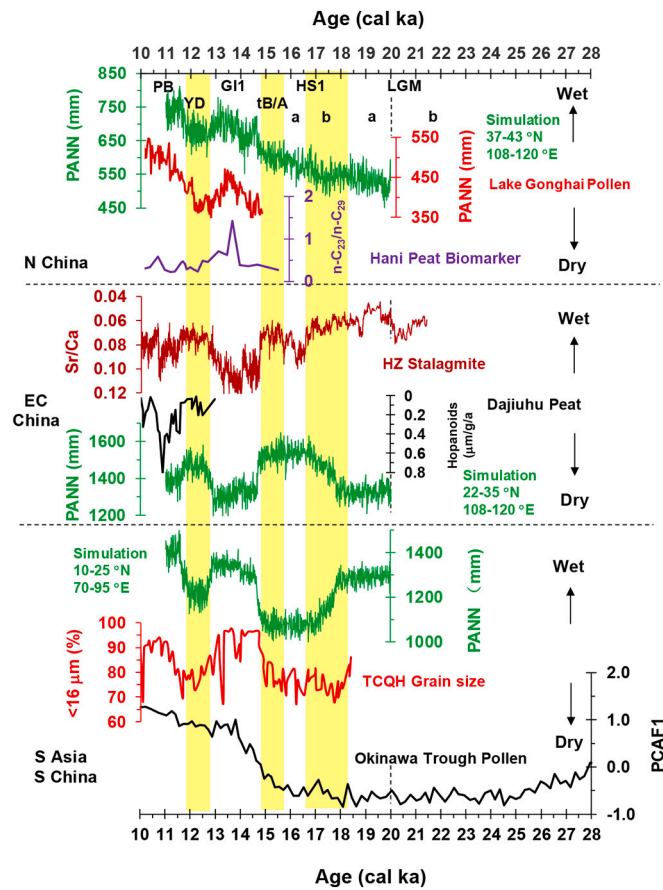 Age (cal ka)
10 11 12 13 14 15 16 17 18 19 20 21 22 23 24 25 26 27 28
850
750
650
550
450
PANN (mm)
PB
YD
GI1
tB/A
HS1
a
b
LGM
a
b
Wet
Simulation
37-43 °N
108-120 °E
550
450
350
PANN (mm)
Lake Gonghai Pollen
2
1
0
n-C23/n-C29
Hani Peat Biomarker
N China
Dry
0.04
0.06
0.08
0.10
0.12
Sr/Ca
Wet
HZ Stalagmite
EC
China
0
0.2
0.4
0.6
0.8
Hopanoids
(μm/g/a)
Dajiuhu Peat
1600
1400
1200
PANN (mm)
Simulation
22-35 °N
108-120 °E
Dry
Simulation
10-25 °N
70-95 °E
1400
1200
1000
PANN (mm)
Wet
100
90
80
70
60
<16 μm (%)
TCQH Grain size
Dry
2.0
1.0
0.0
-1.0
PCAF1
Okinawa Trough Pollen
S Asia
S China
10 11 12 13 14 15 16 17 18 19 20 21 22 23 24 25 26 27 28
Age (cal ka)